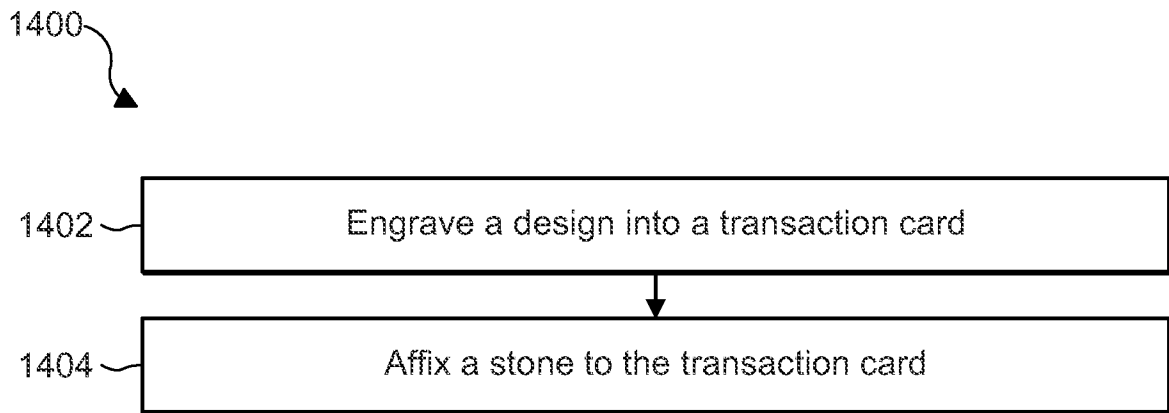 1400
1402
Engrave a design into a transaction card
1404
Affix a stone to the transaction card